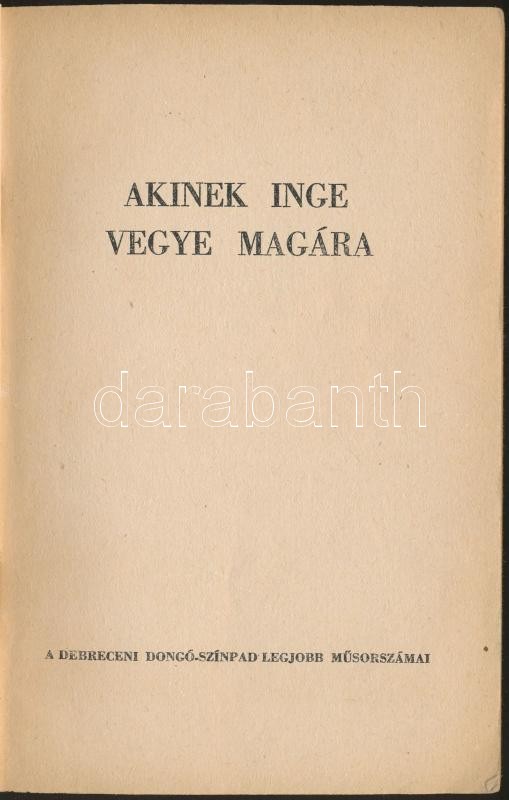 AKINEK INGE
VEGYE MAGÁRA
darabanth
A DEBRECENI DONGÓ-SZÍNPAD LEGJOBB MŰSORSZÁMAI